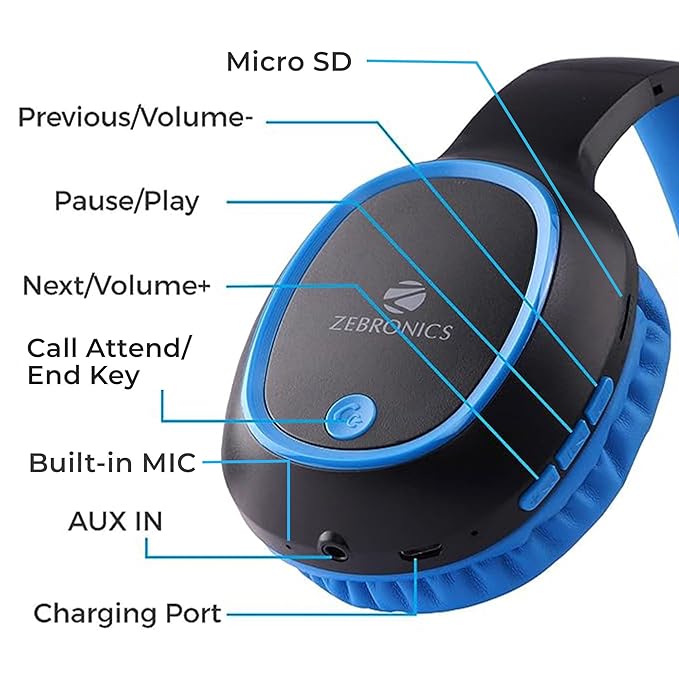 Micro SD
Previous/Volume-
Pause/Play
Next/Volume+
ZEBRONICS
Call Attend/
End Key
Built-in MIC
AUX IN
Charging Port